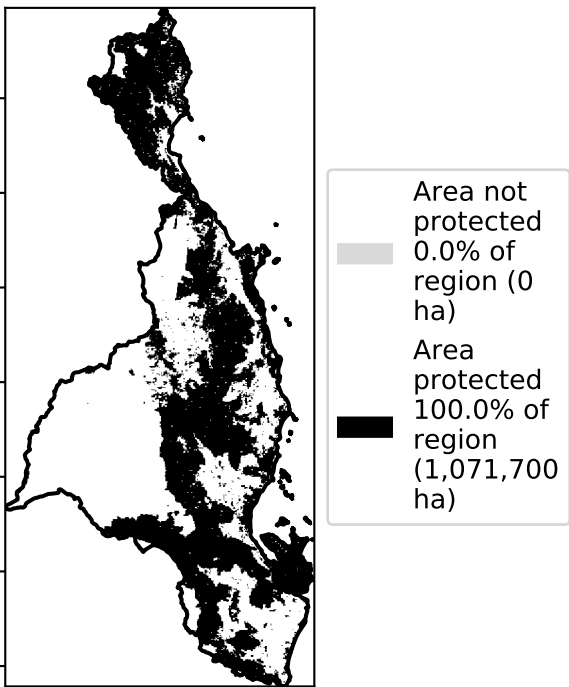 Area not
protected
0.0% of
region (0
ha)
Area
protected
100.0% of
region
(1,071,700
ha)